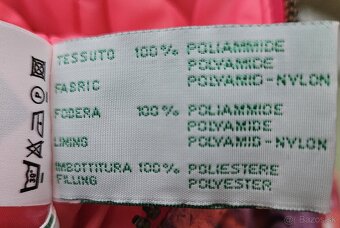 TESSUTO 100% POLIAMMIDE
POLYAMIDE
FABRIC POLYAMID-NYLON
FODERA 100% POLIAMMIDE
POLYAMIDE
LINING POLYAMID-NYLON
IMBOTTITURA 100% POLIESTERE
FILLING POLYESTER
30°
P